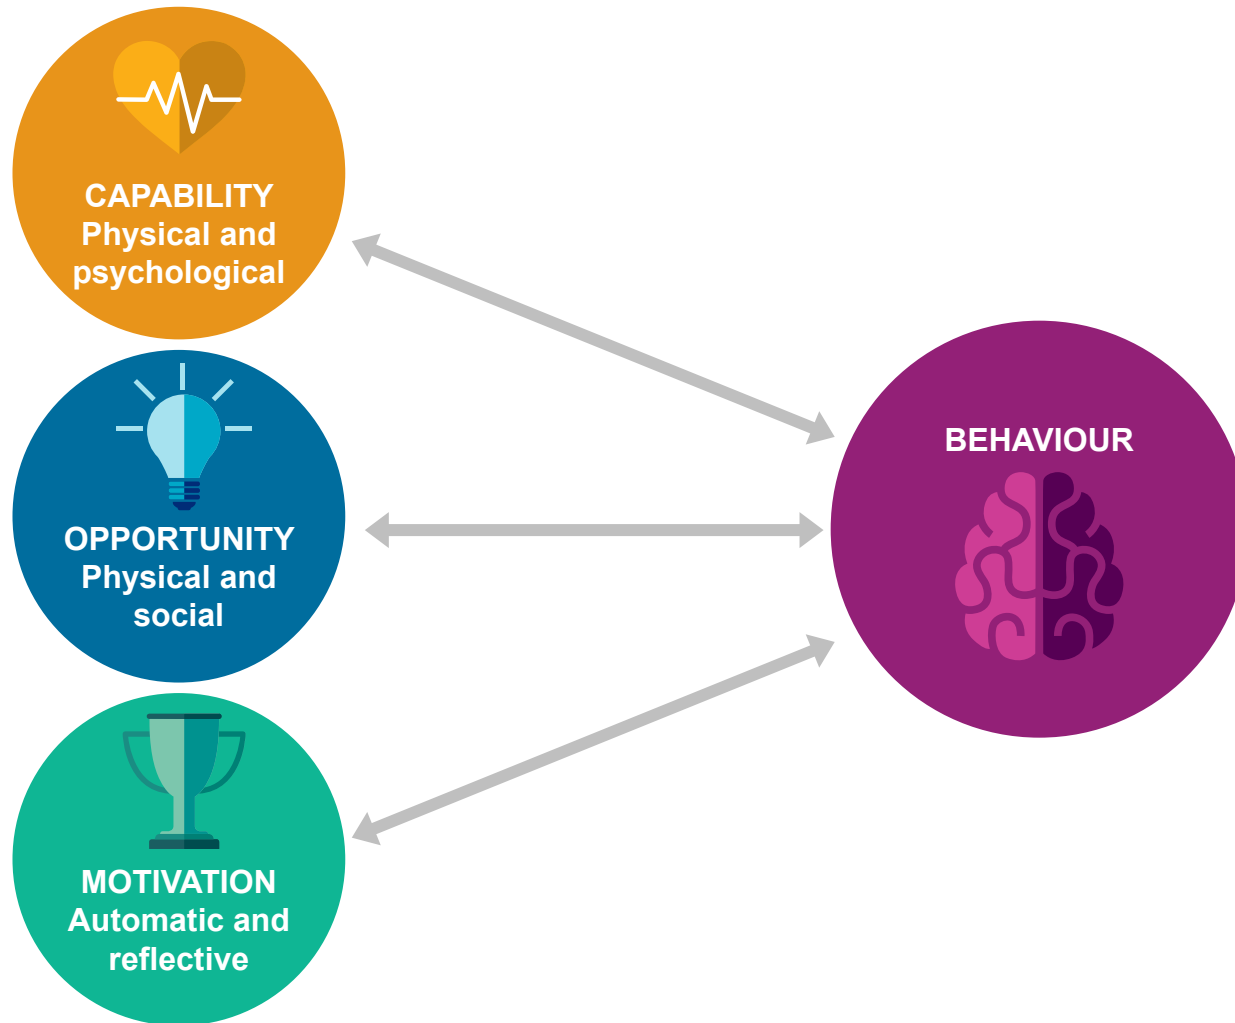 CAPABILITY
Physical and
psychological
OPPORTUNITY
Physical and
social
MOTIVATION
Automatic and
reflective
BEHAVIOUR